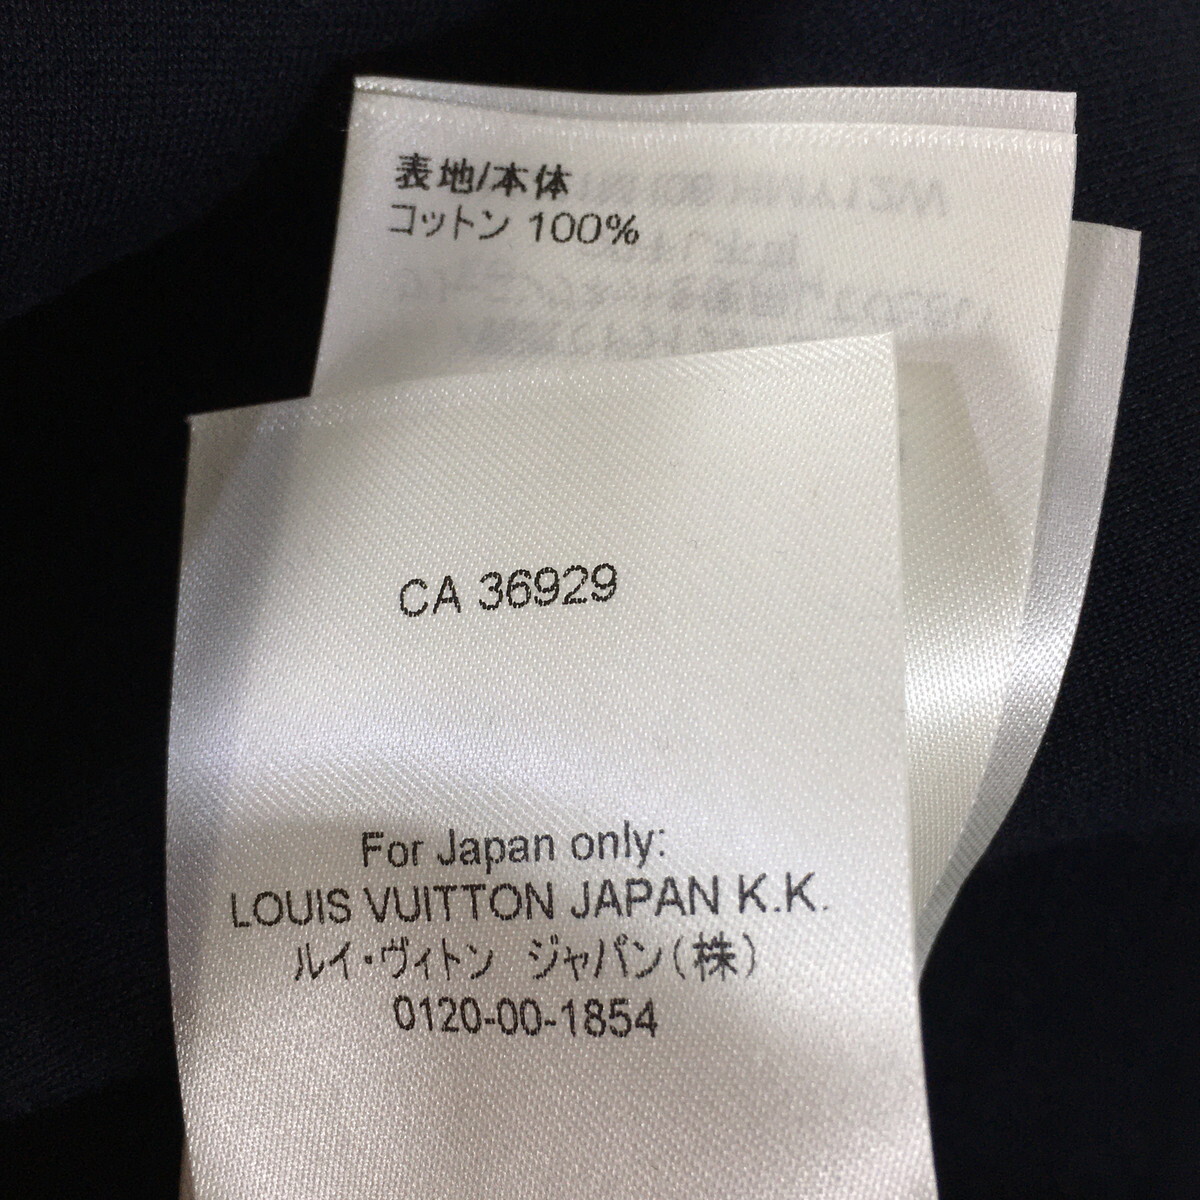 表地/本体
コットン 100%
CA 36929
For Japan only:
LOUIS VUITTON JAPAN K.K.
ルイ・ヴィトン ジャパン(株)
0120-00-1854